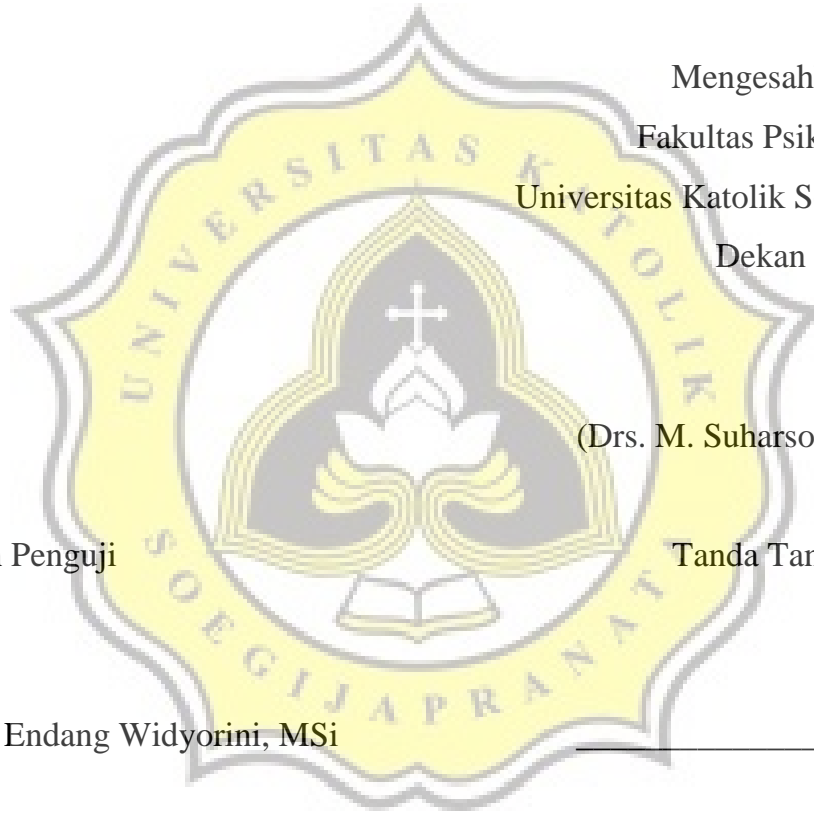 Mengesah
Fakultas Psik
Universitas Katolik S
Dekan
(Drs. M. Suharso
Penguji
Tanda Tan
Endang Widyorini, MSi
UNIVERSITAS KATOLIK
SOEGIJAPRANATA